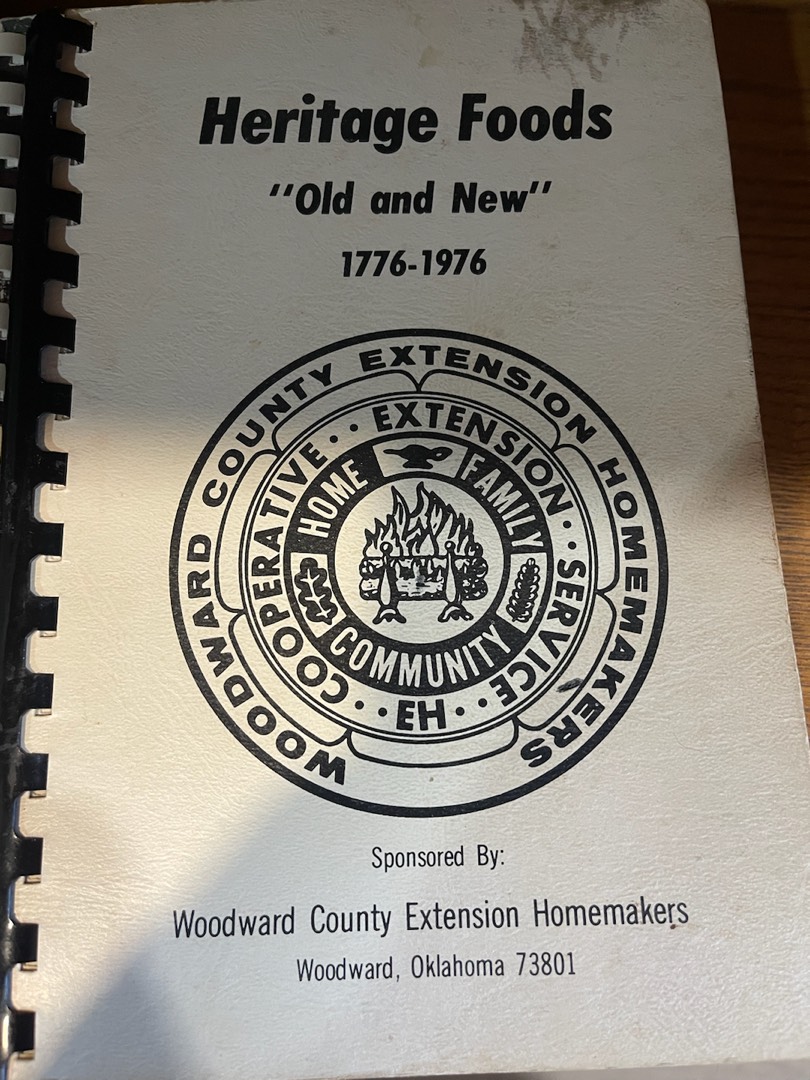 Heritage Foods
"Old and New"
1776-1976
WOODWARD COUNTY EXTENSION HOMEMAKERS
COOPERATIVE · · EXTENSION · · SERVICE · · EH · ·
HOME FAMILY
COMMUNITY
Sponsored By:
Woodward County Extension Homemakers
Woodward, Oklahoma 73801